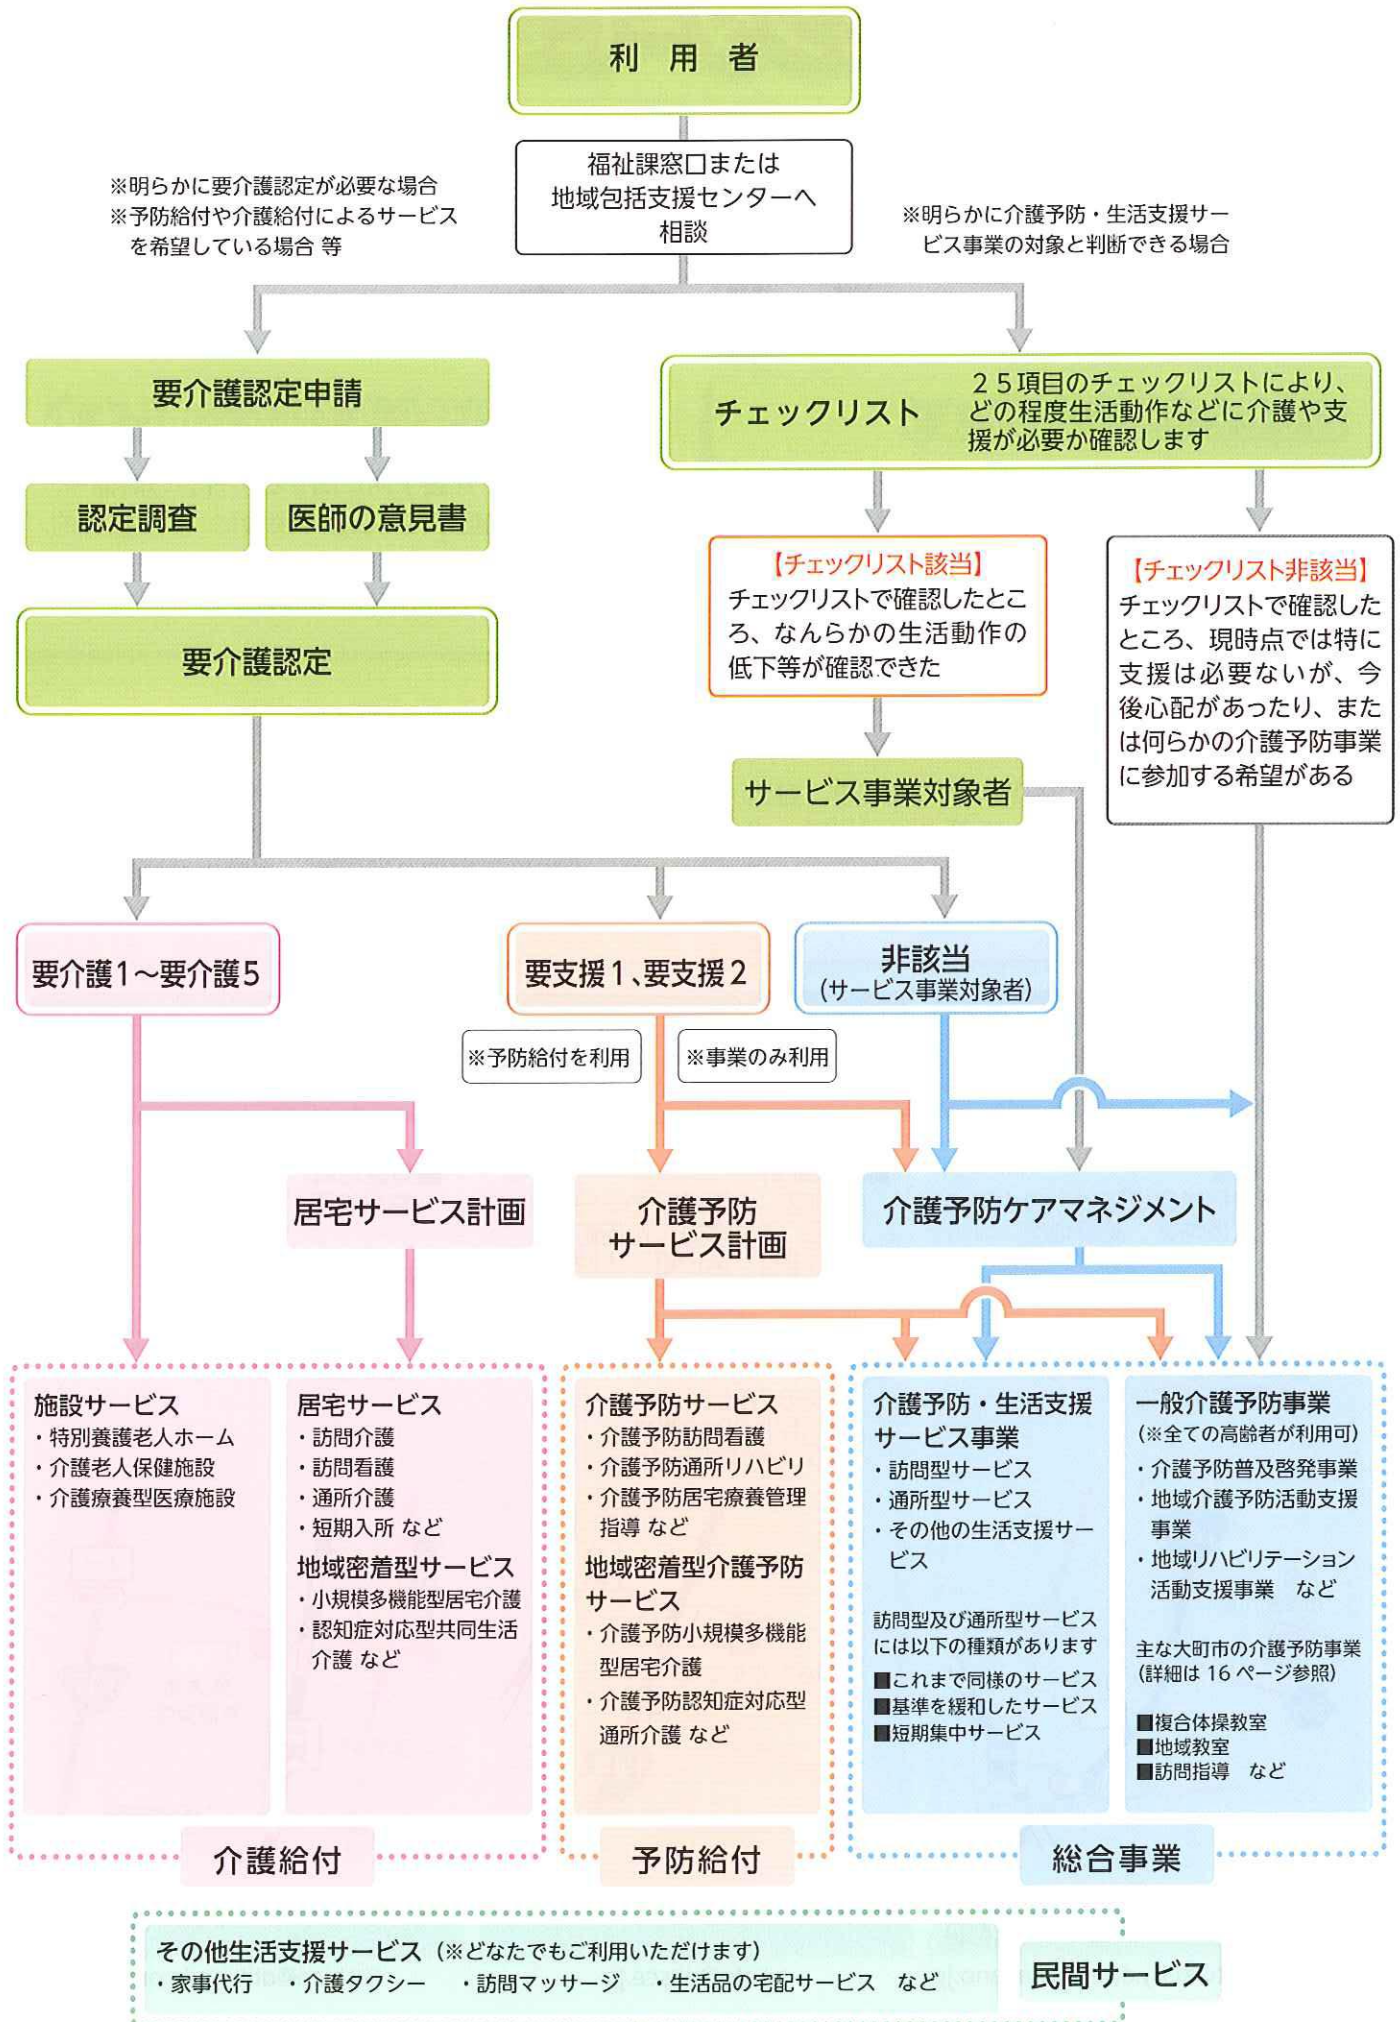 利 用 者
福祉課窓口または
地域包括支援センターへ
相談
※明らかに要介護認定が必要な場合
※予防給付や介護給付によるサービス
を希望している場合 等
※明らかに介護予防・生活支援サー
ビス事業の対象と判断できる場合
要介護認定申請
チェックリスト
25項目のチェックリストにより、
どの程度生活動作などに介護や支
援が必要か確認します
認定調査
医師の意見書
要介護認定
【チェックリスト該当】
チェックリストで確認したとこ
ろ、なんらかの生活動作の
低下等が確認できた
【チェックリスト非該当】
チェックリストで確認した
ところ、現時点では特に
支援は必要ないが、今
後心配があったり、また
は何らかの介護予防事業
に参加する希望がある
サービス事業対象者
要介護1～要介護5
要支援1、要支援2
非該当
(サービス事業対象者)
※予防給付を利用
※事業のみ利用
居宅サービス計画
介護予防
サービス計画
介護予防ケアマネジメント
施設サービス
・特別養護老人ホーム
・介護老人保健施設
・介護療養型医療施設
居宅サービス
・訪問介護
・訪問看護
・通所介護
・短期入所 など
地域密着型サービス
・小規模多機能型居宅介護
・認知症対応型共同生活
介護 など
介護給付
介護予防サービス
・介護予防訪問看護
・介護予防通所リハビリ
・介護予防居宅療養管理
指導 など
地域密着型介護予防
サービス
・介護予防小規模多機能
型居宅介護
・介護予防認知症対応型
通所介護 など
予防給付
介護予防・生活支援
サービス事業
・訪問型サービス
・通所型サービス
・その他の生活支援サー
ビス
訪問型及び通所型サービス
には以下の種類があります
■これまで同様のサービス
■基準を緩和したサービス
■短期集中サービス
一般介護予防事業
(※全ての高齢者が利用可)
・介護予防普及啓発事業
・地域介護予防活動支援
事業
・地域リハビリテーション
活動支援事業 など
主な大町市の介護予防事業
(詳細は 16 ページ参照)
■複合体操教室
■地域教室
■訪問指導 など
総合事業
その他生活支援サービス (※どなたでもご利用いただけます)
・家事代行 ・介護タクシー ・訪問マッサージ ・生活品の宅配サービス など
民間サービス